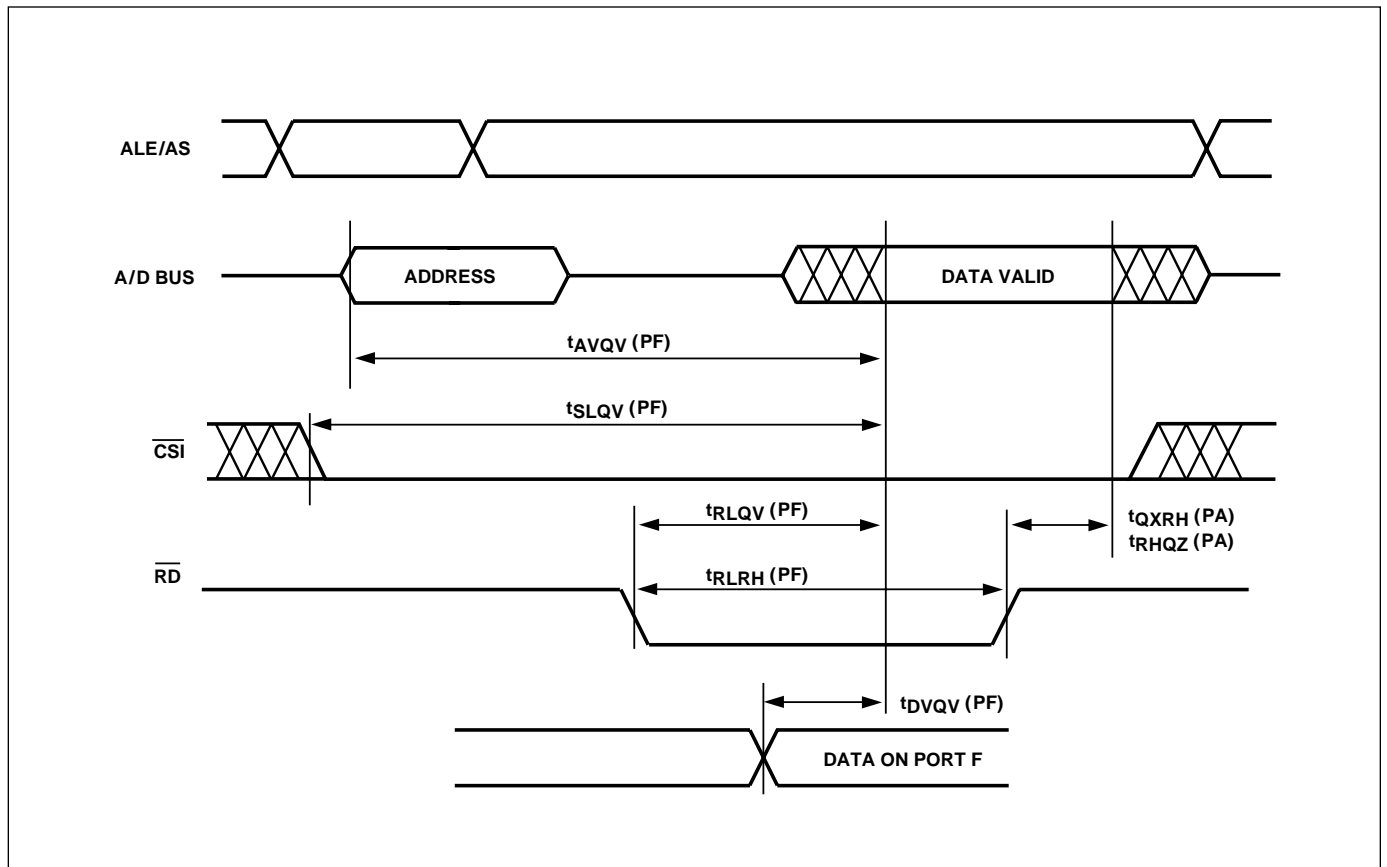 ALE/AS
A/D BUS
ADDRESS
DATA VALID
tAVQV (PF)
tSLQV (PF)
CSI
tRLQV (PF)
tQXRH (PA)
tRHQZ (PA)
RD
tRLRH (PF)
tDVQV (PF)
DATA ON PORT F